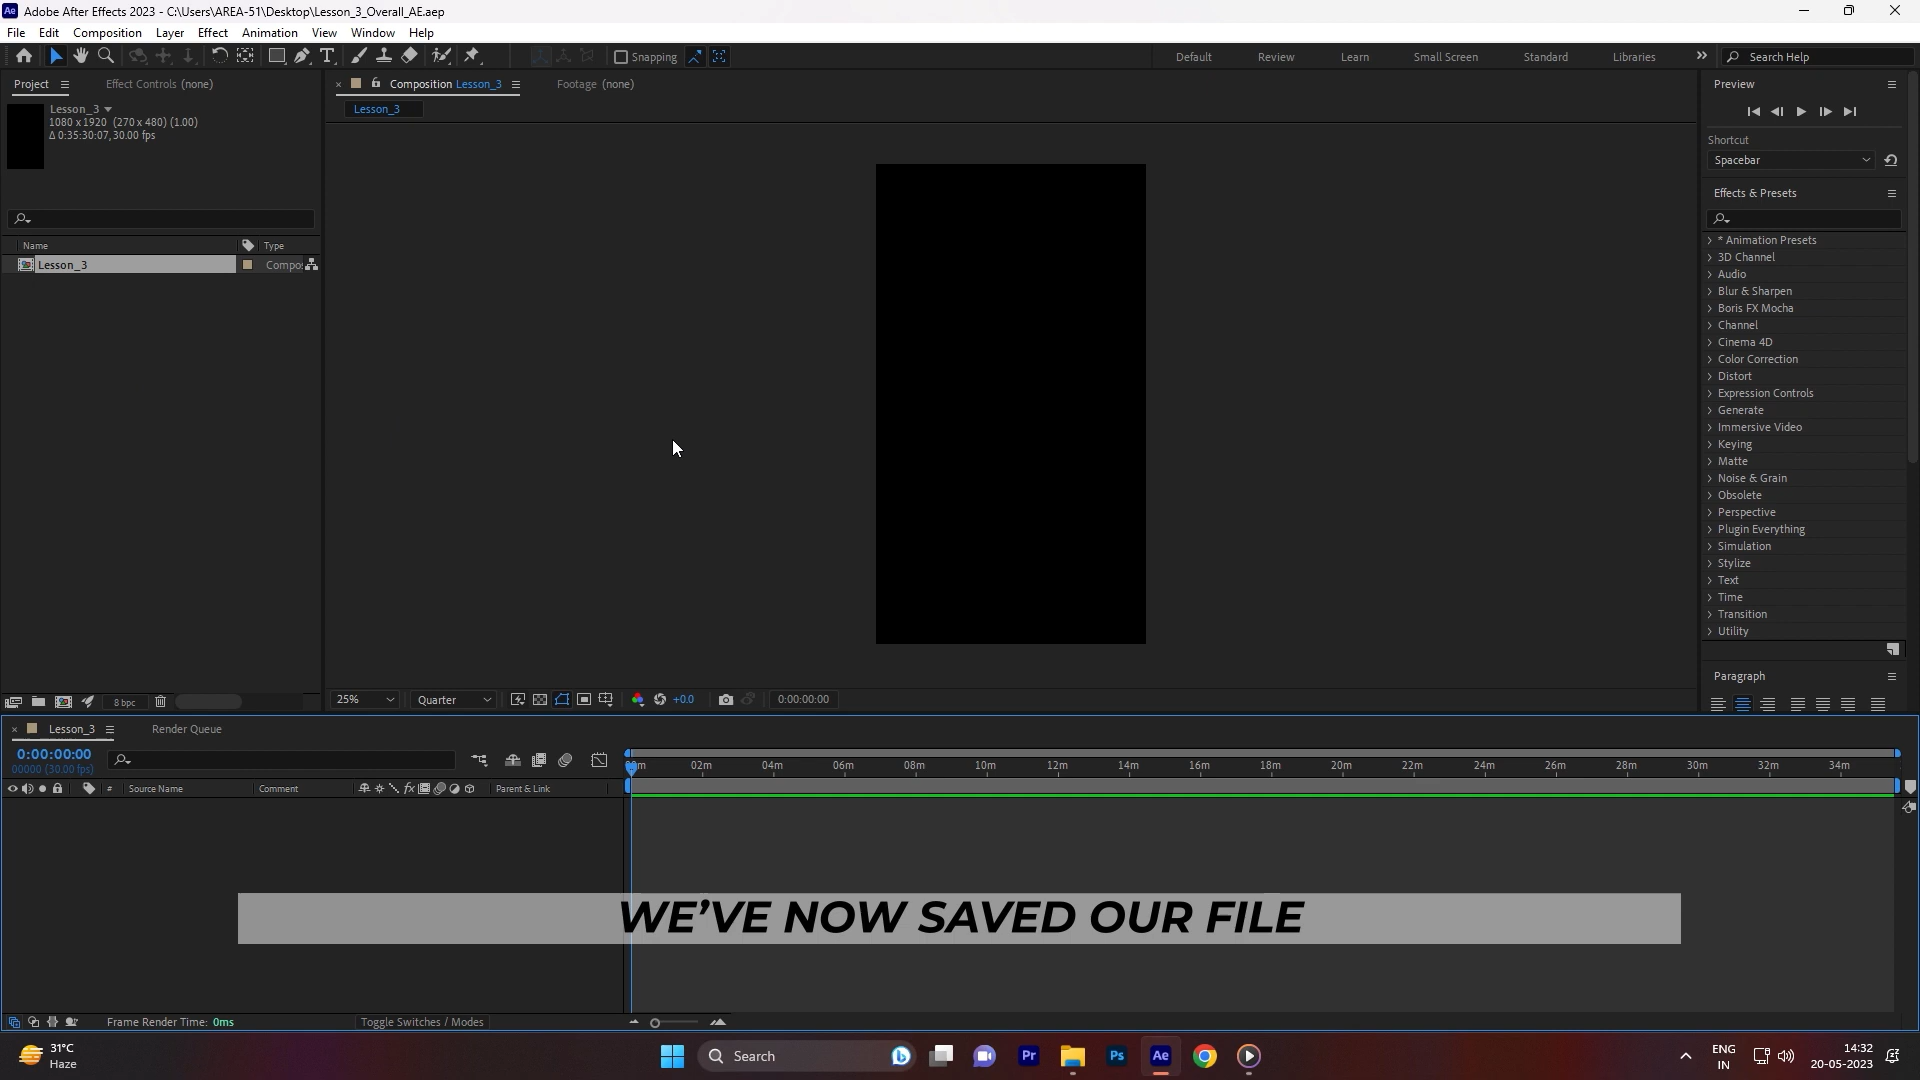 Ae Adobe After Effects 2023 - C:\Users\AREA-51\Desktop\Lesson_3_Overall_AE.aep
File Edit Composition Layer Effect Animation View Window Help
Snapping Default Review Learn Small Screen Standard Libraries Search Help
Project Effect Controls (none)
Lesson_3
1080 x 1920 (270 x 480) (1.00)
Δ 0:35:30:07, 30.00 fps
Name Type
Lesson_3 Compo:
8 bpc
Composition Lesson_3 Footage (none)
Lesson_3
25% Quarter +0.0 0:00:00:00
Preview
Shortcut
Spacebar
Effects & Presets
* Animation Presets
3D Channel
Audio
Blur & Sharpen
Boris FX Mocha
Channel
Cinema 4D
Color Correction
Distort
Expression Controls
Generate
Immersive Video
Keying
Matte
Noise & Grain
Obsolete
Perspective
Plugin Everything
Simulation
Stylize
Text
Time
Transition
Utility
Paragraph
Lesson_3 Render Queue
0:00:00:00
00000 (30.00 fps)
02m 04m 06m 08m 10m 12m 14m 16m 18m 20m 22m 24m 26m 28m 30m 32m 34m
# Source Name Comment fx Parent & Link
WE’VE NOW SAVED OUR FILE
Frame Render Time: 0ms Toggle Switches / Modes
31°C
Haze
Search
Pr Ps Ae
ENG
IN
14:32
20-05-2023